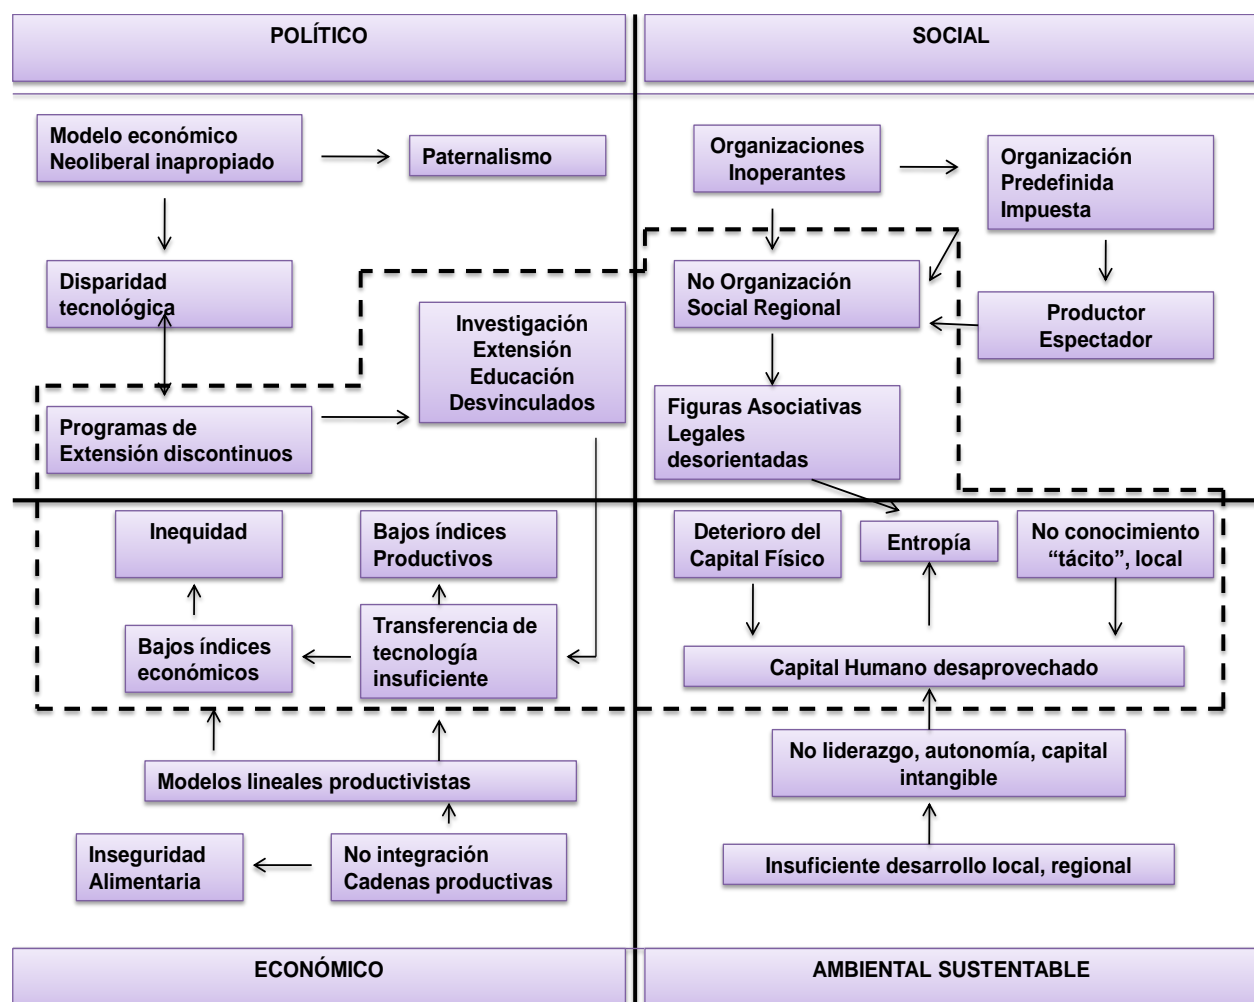 POLÍTICO
SOCIAL
Modelo económico
Neoliberal inapropiado
Paternalismo
Organizaciones
Inoperantes
Organización
Predefinida
Impuesta
Disparidad
tecnológica
No Organización
Social Regional
Investigación
Extensión
Educación
Desvinculados
Productor
Espectador
Programas de
Extensión discontinuos
Figuras Asociativas
Legales
desorientadas
Inequidad
Bajos índices
Productivos
Deterioro del
Capital Físico
Entropía
No conocimiento
“tácito”, local
Bajos índices
económicos
Transferencia de
tecnología
insuficiente
Capital Humano desaprovechado
Modelos lineales productivistas
No liderazgo, autonomía, capital
intangible
Inseguridad
Alimentaria
No integración
Cadenas productivas
Insuficiente desarrollo local, regional
ECONÓMICO
AMBIENTAL SUSTENTABLE